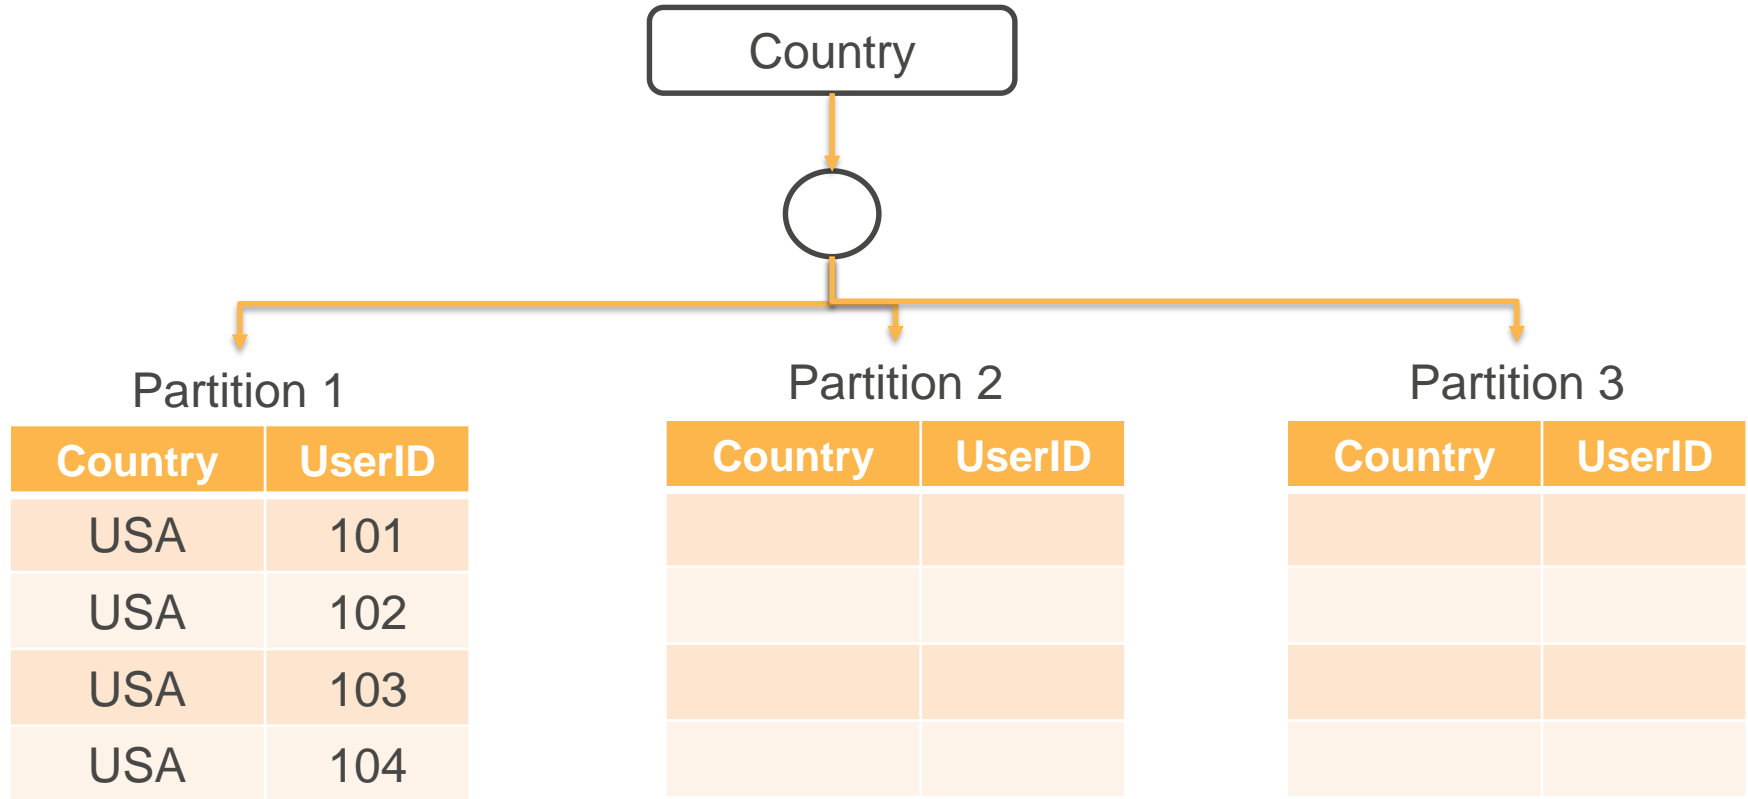 Country
Partition 1
Partition 2
Partition 3
Country UserID
USA 101
USA 102
USA 103
USA 104
Country UserID
Country UserID